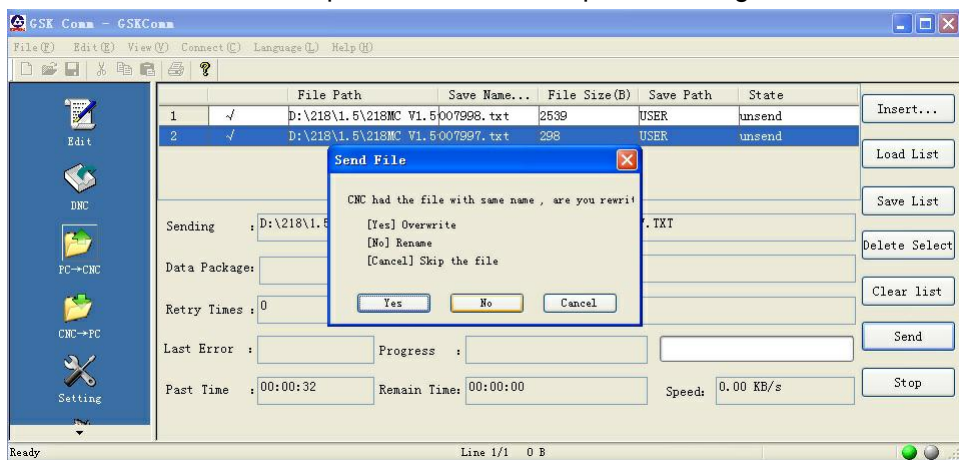 GSK Comm - GSKComm
File(F) Edit(E) View(V) Connect(C) Language(L) Help(H)
File Path Save Name... File Size(B) Save Path State
1 √ D:\218\1.5\218MC V1.5 007998.txt 2539 USER unsend
2 √ D:\218\1.5\218MC V1.5 007997.txt 298 USER unsend
Insert...
Load List
Save List
Delete Select
Clear list
Send
Stop
Edit
DNC
PC→CNC
CNC→PC
Setting
Send File
CNC had the file with same name , are you rewrit
[Yes] Overwrite
[No] Rename
[Cancel] Skip the file
Yes No Cancel
Sending : D:\218\1.5 .TXT
Data Package:
Retry Times : 0
Last Error : Progress :
Past Time : 00:00:32 Remain Time: 00:00:00 Speed: 0.00 KB/s
Ready Line 1/1 0 B